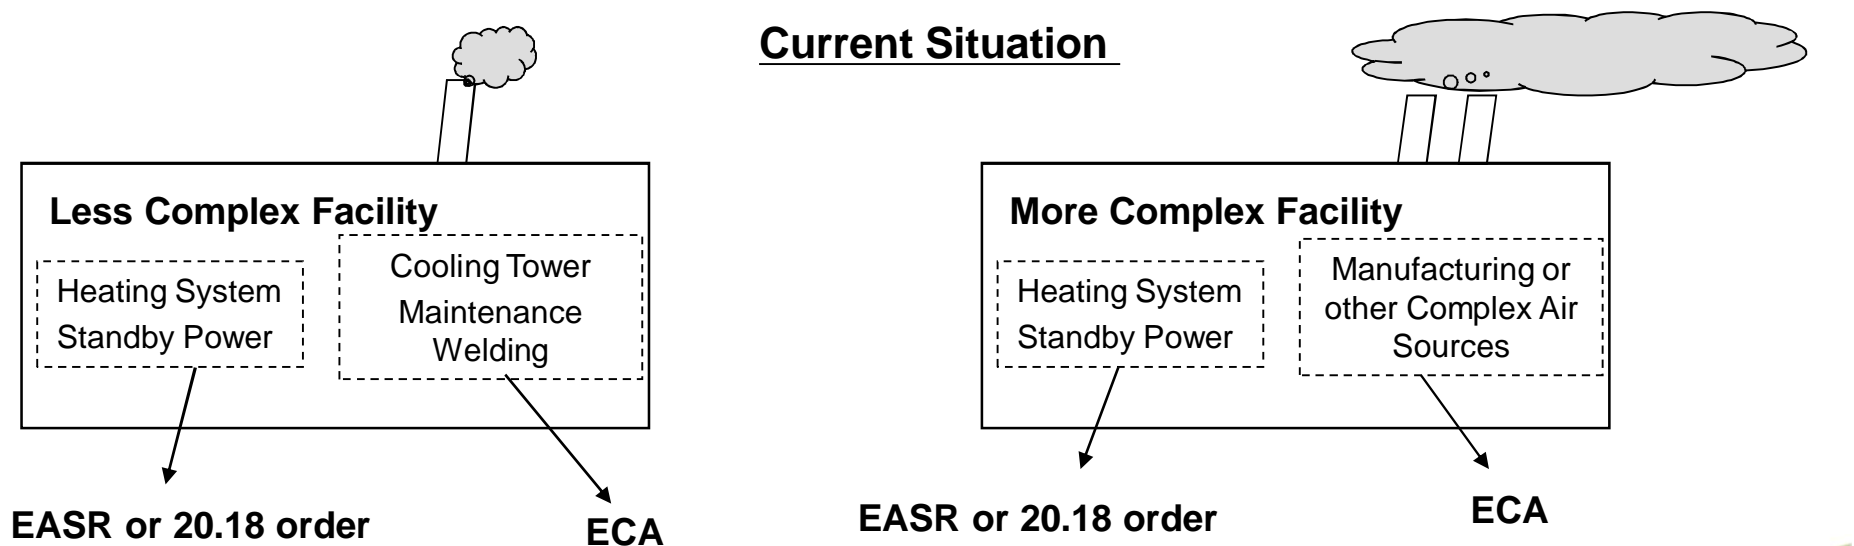 Current Situation
Less Complex Facility
Heating System
Standby Power
Cooling Tower
Maintenance
Welding
EASR or 20.18 order
ECA
More Complex Facility
Heating System
Standby Power
Manufacturing or
other Complex Air
Sources
EASR or 20.18 order
ECA